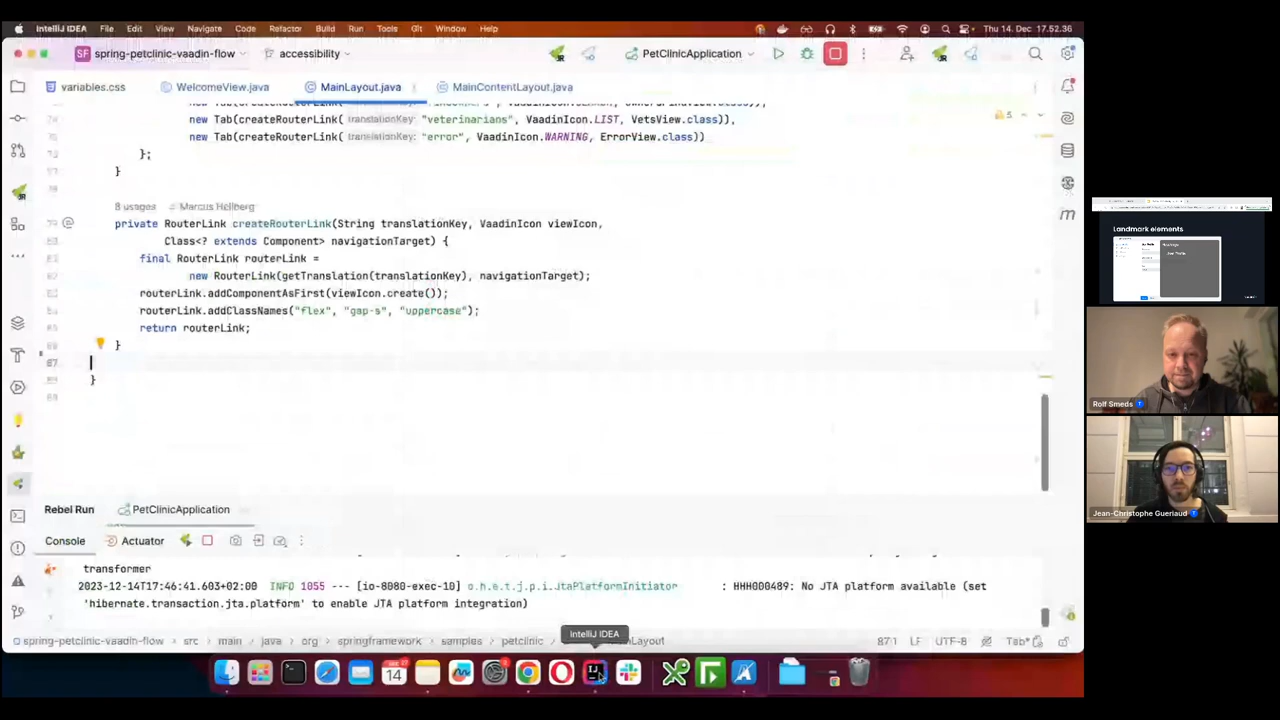 IntelliJ IDEA File Edit View Navigate Code Refactor Build Run Tools Git Window Help Thu 14. Dec 17.52.36
SF spring-petclinic-vaadin-flow accessibility PetClinicApplication
variables.css WelcomeView.java MainLayout.java MainContentLayout.java
new Tab(createRouterLink( translationKey: "veterinarians", VaadinIcon.LIST, VetsView.class)),
new Tab(createRouterLink( translationKey: "error", VaadinIcon.WARNING, ErrorView.class))
};
}
8 usages Marcus Hellberg
private RouterLink createRouterLink(String translationKey, VaadinIcon viewIcon,
Class<? extends Component> navigationTarget) {
final RouterLink routerLink =
new RouterLink(getTranslation(translationKey), navigationTarget);
routerLink.addComponentAsFirst(viewIcon.create());
routerLink.addClassNames("flex", "gap-s", "uppercase");
return routerLink;
}
87
}
Rebel Run PetClinicApplication
Console Actuator
transformer
2023-12-14T17:46:41.603+02:00 INFO 1055 --- [io-8080-exec-10] o.h.e.t.j.p.i.JtaPlatformInitiator : HHH000489: No JTA platform available (set
'hibernate.transaction.jta.platform' to enable JTA platform integration)
IntelliJ IDEA
spring-petclinic-vaadin-flow src main java org springframework samples petclinic 87:1 LF UTF-8 Tab*
14
Landmark elements
Rolf Smeds
Jean-Christophe Gueriaud